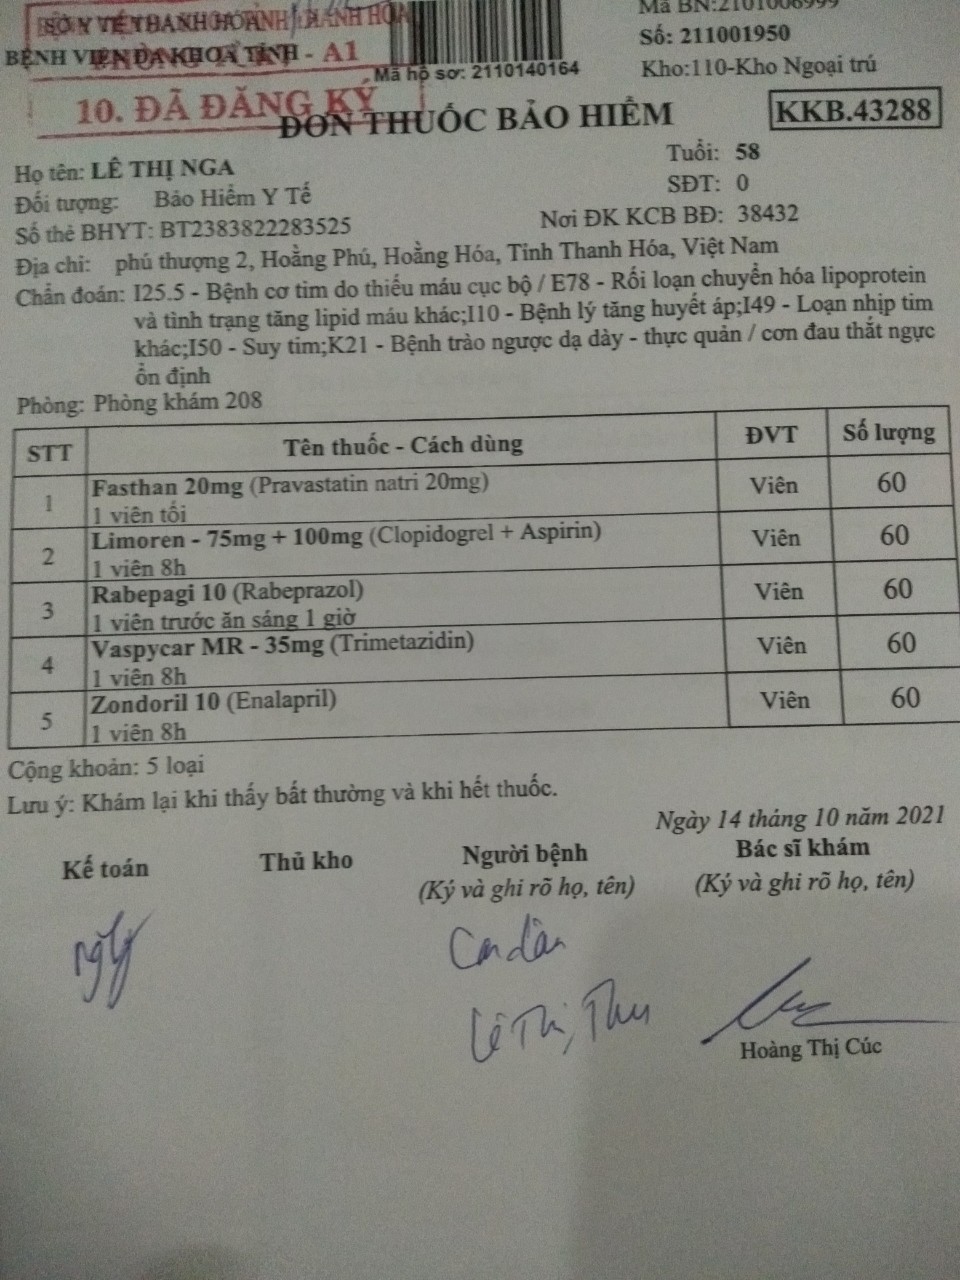 Mã BN:2101006999
BỆNH VIỆN ĐA KHOA TỈNH - A1
Số: 211001950
Mã hồ sơ: 2110140164
Kho:110-Kho Ngoại trú
10. ĐÃ ĐĂNG KÝ
ĐƠN THUỐC BẢO HIỂM
KKB.43288
Họ tên: LÊ THỊ NGA
Tuổi: 58
Đối tượng: Bảo Hiểm Y Tế
SĐT: 0
Số thẻ BHYT: BT2383822283525
Nơi ĐK KCB BĐ: 38432
Địa chỉ: phú thượng 2, Hoằng Phú, Hoằng Hóa, Tỉnh Thanh Hóa, Việt Nam
Chẩn đoán: I25.5 - Bệnh cơ tim do thiếu máu cục bộ / E78 - Rối loạn chuyển hóa lipoprotein
và tình trạng tăng lipid máu khác;I10 - Bệnh lý tăng huyết áp;I49 - Loạn nhịp tim
khác;I50 - Suy tim;K21 - Bệnh trào ngược dạ dày - thực quản / cơn đau thắt ngực
ổn định
Phòng: Phòng khám 208
STT Tên thuốc - Cách dùng ĐVT Số lượng
1 Fasthan 20mg (Pravastatin natri 20mg) Viên 60
1 viên tối
2 Limoren - 75mg + 100mg (Clopidogrel + Aspirin) Viên 60
1 viên 8h
3 Rabepagi 10 (Rabeprazol) Viên 60
1 viên trước ăn sáng 1 giờ
4 Vaspycar MR - 35mg (Trimetazidin) Viên 60
1 viên 8h
5 Zondoril 10 (Enalapril) Viên 60
1 viên 8h
Cộng khoản: 5 loại
Lưu ý: Khám lại khi thấy bất thường và khi hết thuốc.
Ngày 14 tháng 10 năm 2021
Kế toán
Thủ kho
Người bệnh
Bác sĩ khám
(Ký và ghi rõ họ, tên)
(Ký và ghi rõ họ, tên)
Lê Thị Thu
Hoàng Thị Cúc